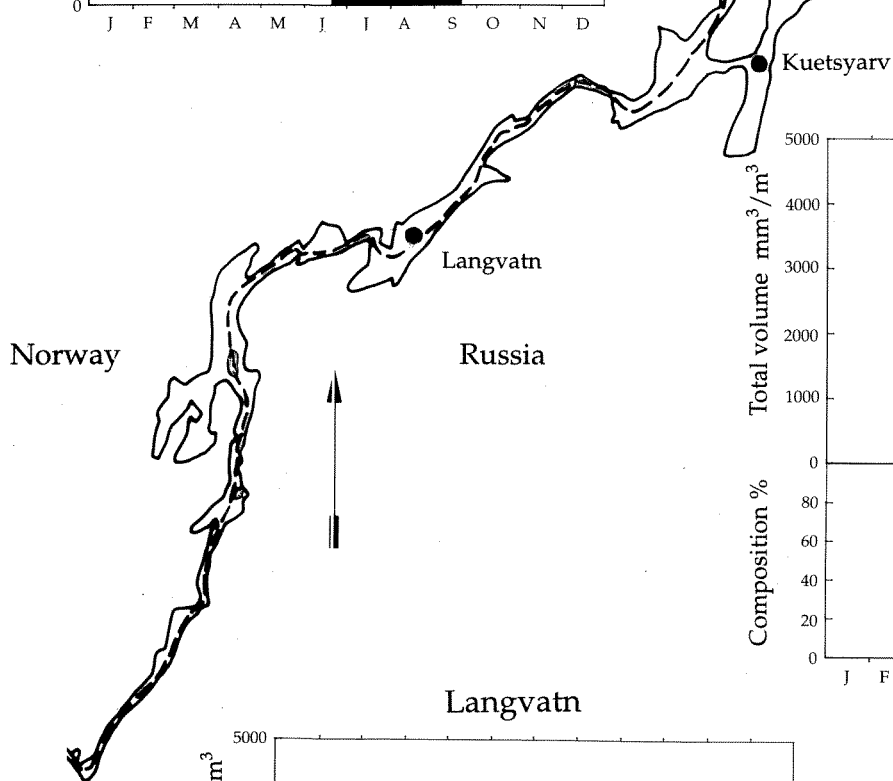 0
J F M A M J J A S O N D
Kuetsyarv
5000
4000
3000
2000
1000
0
Total volume mm³/m³
Langvatn
Norway
Russia
80
60
40
20
0
Composition %
J F
Langvatn
5000
m³